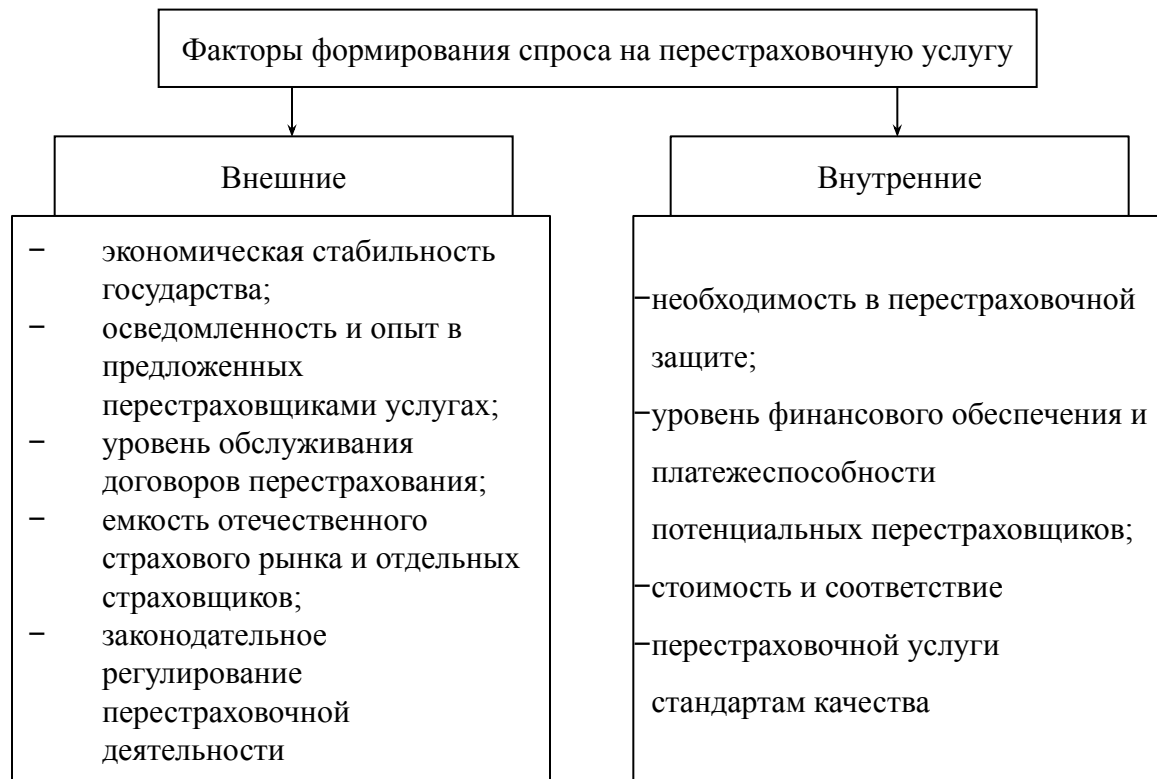 Факторы формирования спроса на перестраховочную услугу
Внешние
− экономическая стабильность
государства;
− осведомленность и опыт в
предложенных
перестраховщиками услугах;
− уровень обслуживания
договоров перестрахования;
− емкость отечественного
страхового рынка и отдельных
страховщиков;
− законодательное
регулирование
перестраховочной
деятельности
Внутренние
−необходимость в перестраховочной
защите;
−уровень финансового обеспечения и
платежеспособности
потенциальных перестраховщиков;
−стоимость и соответствие
−перестраховочной услуги
стандартам качества